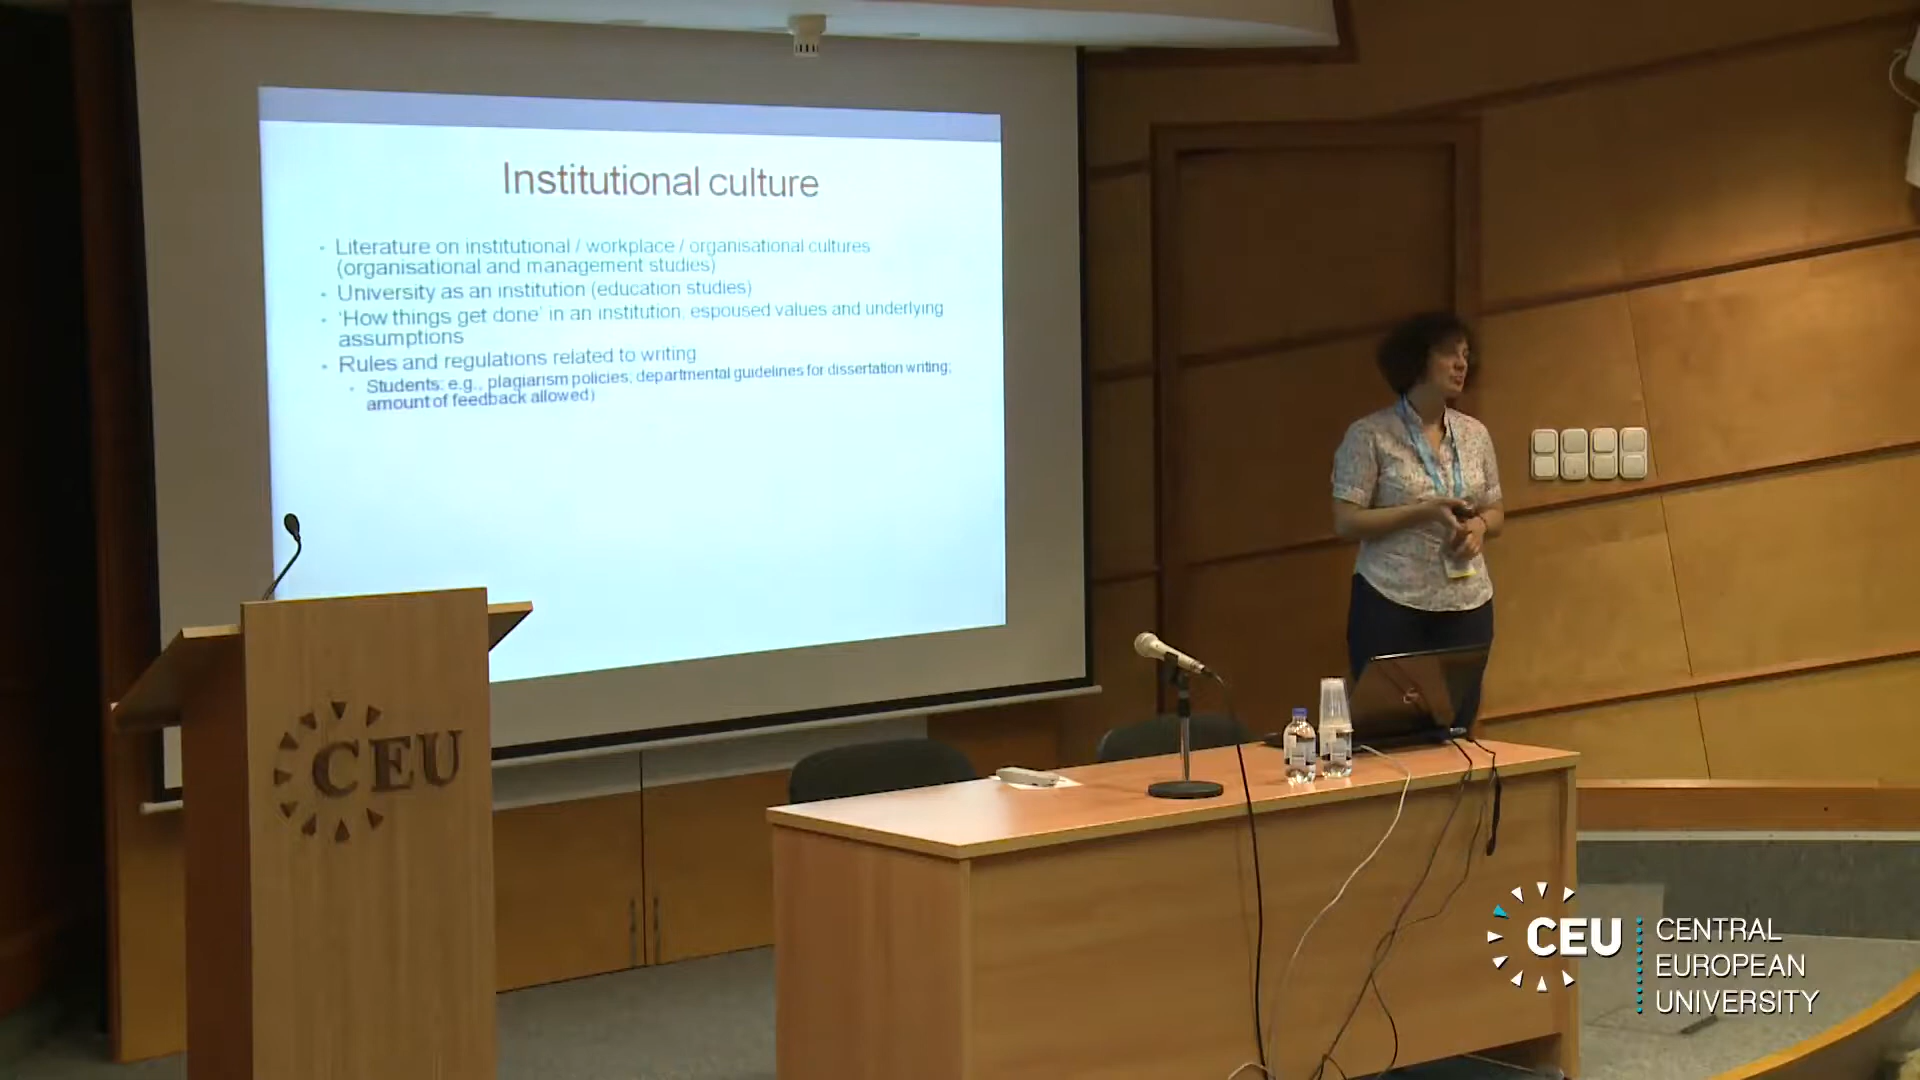 Institutional culture
• Literature on institutional / workplace / organisational cultures
(organisational and management studies)
• University as an institution (education studies)
• 'How things get done' in an institution, espoused values and underlying
assumptions
• Rules and regulations related to writing
• Students: e.g., plagiarism policies; departmental guidelines for dissertation writing;
amount of feedback allowed)
CEU
CEU
CENTRAL
EUROPEAN
UNIVERSITY